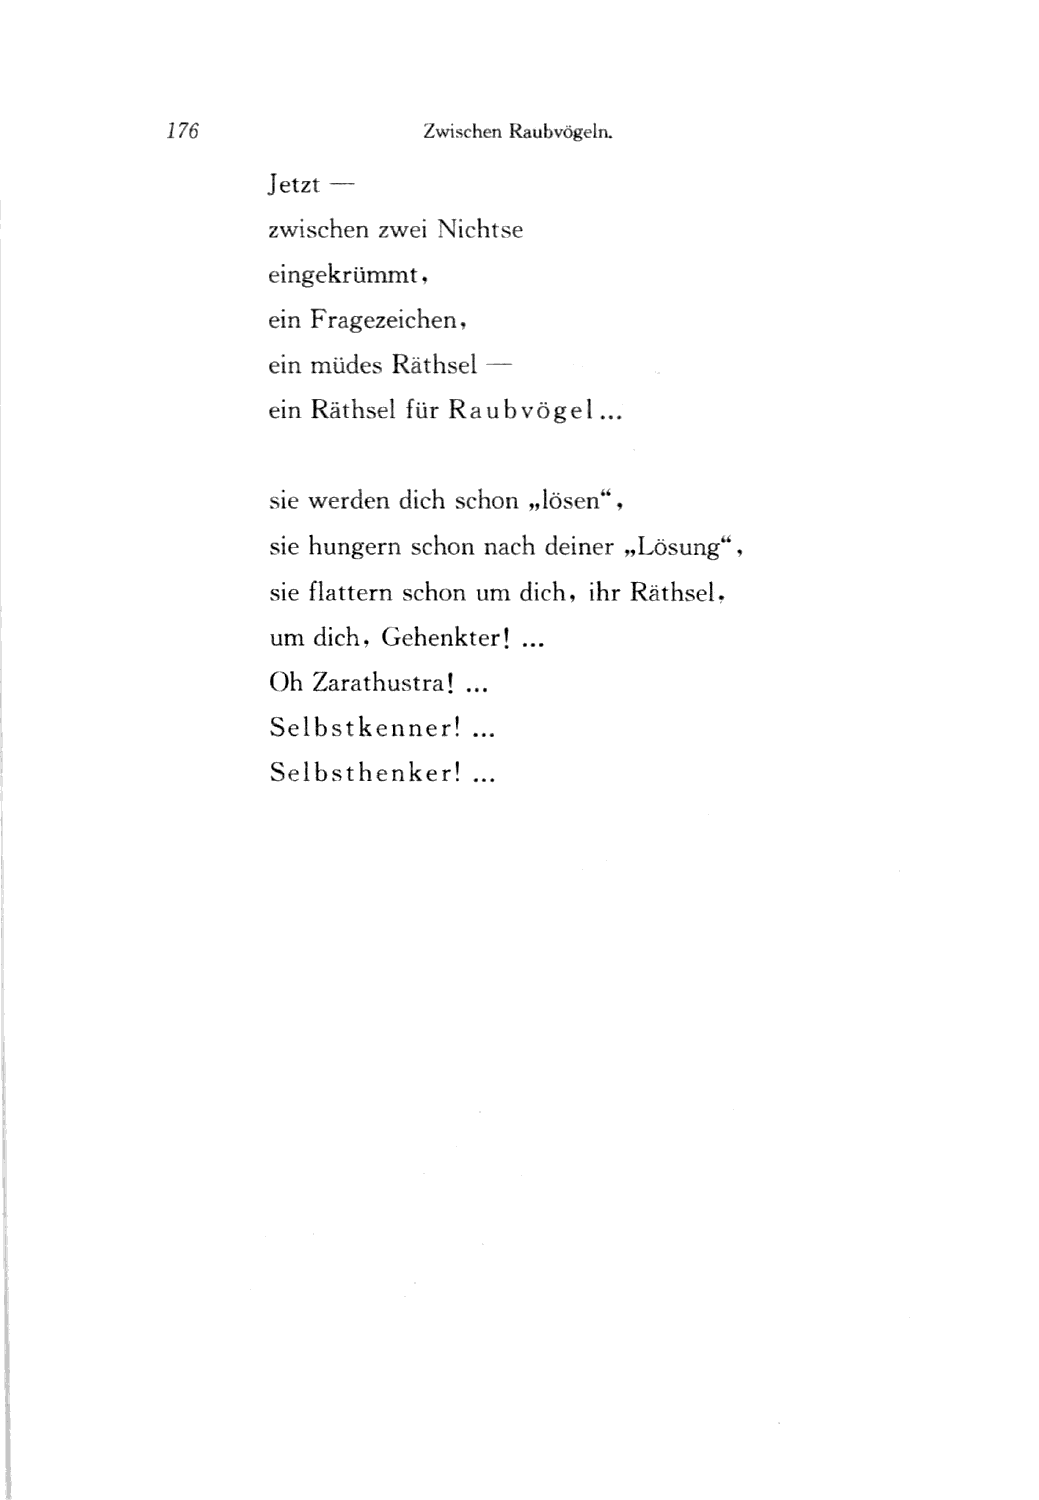 176 Zwischen Raubvögeln.
Jetzt —
zwischen zwei Nichtse
eingekrümmt,
ein Fragezeichen,
ein müdes Räthsel —
ein Räthsel für Raubvögel...
sie werden dich schon „lösen“,
sie hungern schon nach deiner „Lösung“,
sie flattern schon um dich, ihr Räthsel,
um dich, Gehenkter! ...
Oh Zarathustra! ...
Selbstkenner! ...
Selbsthenker! ...